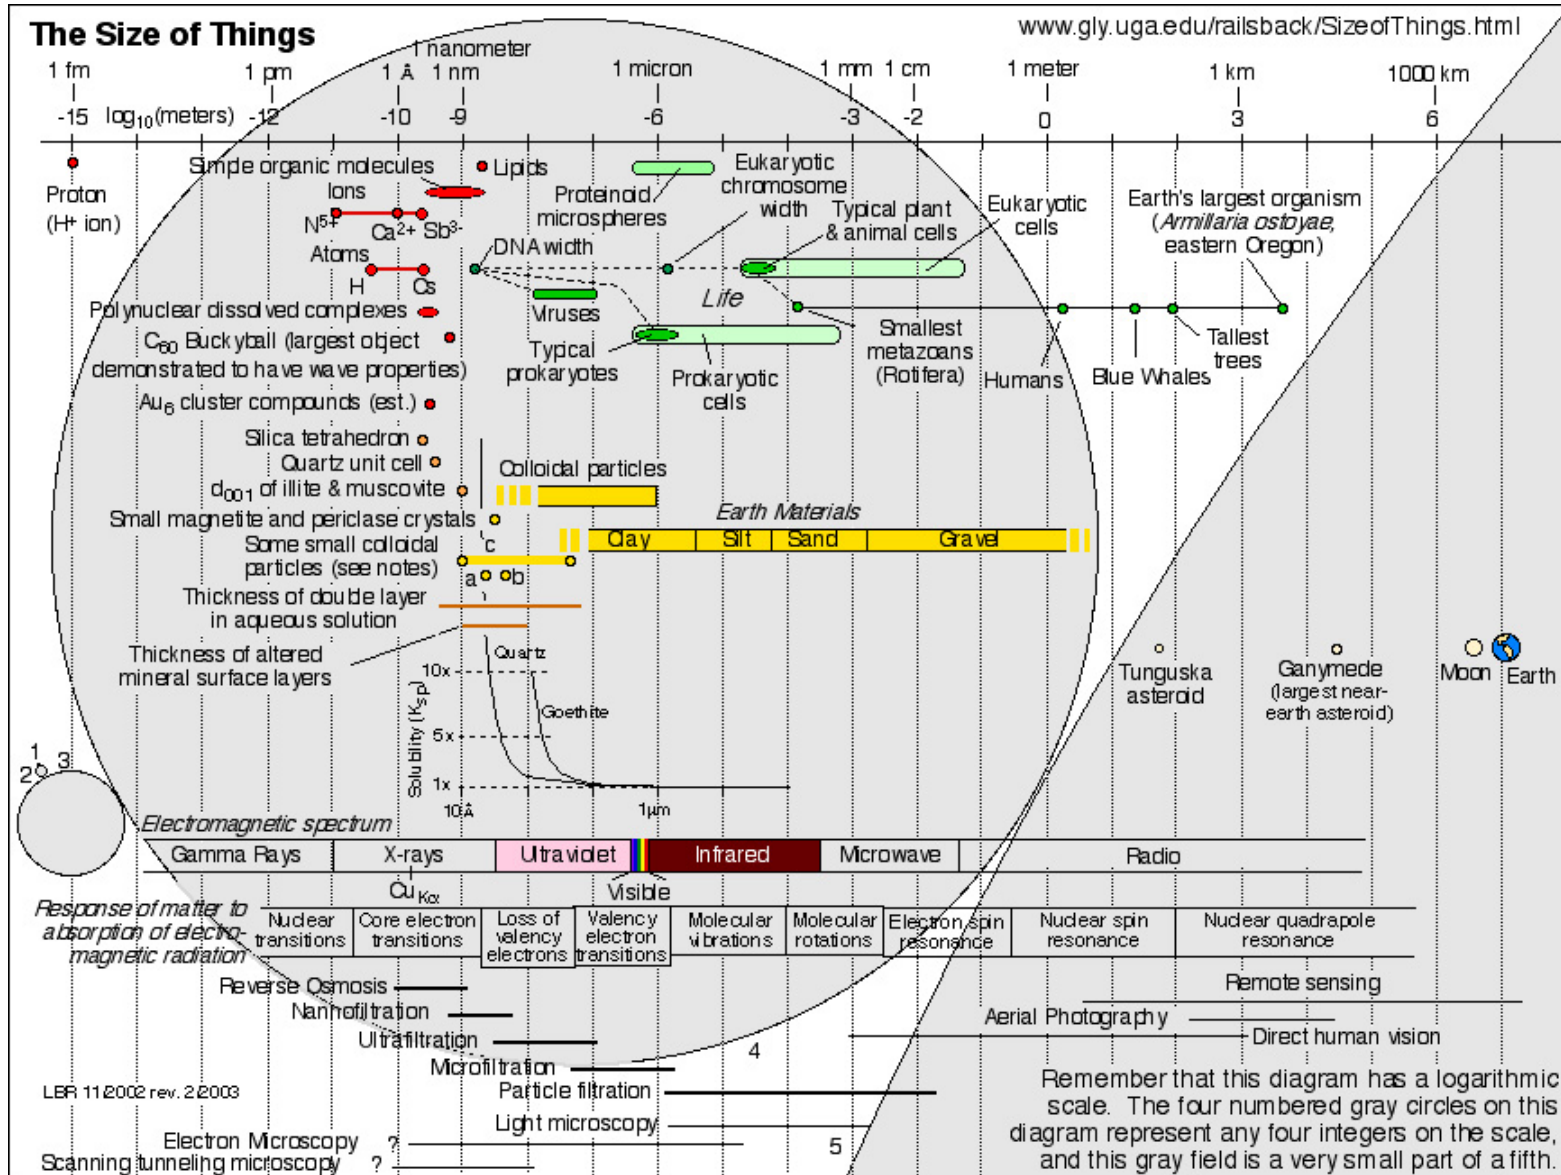 The Size of Things
www.gly.uga.edu/railsback/SizeofThings.html
1 nanometer
1 fm
1 pm
1 Å
1 nm
1 micron
1 mm
1 cm
1 meter
1 km
1000 km
-15
log10(meters)
-12
-10
-9
-6
-3
-2
0
3
6
Proton
(H+ ion)
Simple organic molecules
Lipids
Ions
N5+
Ca2+
Sb3-
Atoms
H
Cs
Proteinoid
microspheres
Eukaryotic
chromosome
width
Typical plant
& animal cells
Eukaryotic
cells
Earth's largest organism
(Armillaria ostoyae,
eastern Oregon)
DNA width
Life
Viruses
Typical
prokaryotes
Prokaryotic
cells
Smallest
metazoans
(Rotifera)
Humans
Blue Whales
Tallest
trees
Polynuclear dissolved complexes
C60 Buckyball (largest object
demonstrated to have wave properties)
Au6 cluster compounds (est.)
Silica tetrahedron
Quartz unit cell
d001 of illite & muscovite
Small magnetite and periclase crystals
Some small colloidal
particles (see notes)
c
a
b
Colloidal particles
Earth Materials
Clay
Silt
Sand
Gravel
Thickness of double layer
in aqueous solution
Thickness of altered
mineral surface layers
Quartz
Goethite
Solubility (Ksp)
10x
5x
1x
10Å
1µm
Tunguska
asteroid
Ganymede
(largest near-
earth asteroid)
Moon
Earth
1
2
3
Electromagnetic spectrum
Gamma Rays
X-rays
Ultraviolet
Infrared
Microwave
Radio
CuKα
Visible
Response of matter to
absorption of electro-
magnetic radiation
Nuclear
transitions
Core electron
transitions
Loss of
valency
electrons
Valency
electron
transitions
Molecular
vibrations
Molecular
rotations
Electron spin
resonance
Nuclear spin
resonance
Nuclear quadrapole
resonance
Reverse Osmosis
Nannofiltration
Ultrafiltration
Microfiltration
Particle filtration
Light microscopy
Electron Microscopy ?
Scanning tunneling microscopy ?
Remote sensing
Aerial Photography
Direct human vision
4
5
LBR 11/2002 rev. 2/2003
Remember that this diagram has a logarithmic
scale. The four numbered gray circles on this
diagram represent any four integers on the scale,
and this gray field is a very small part of a fifth.